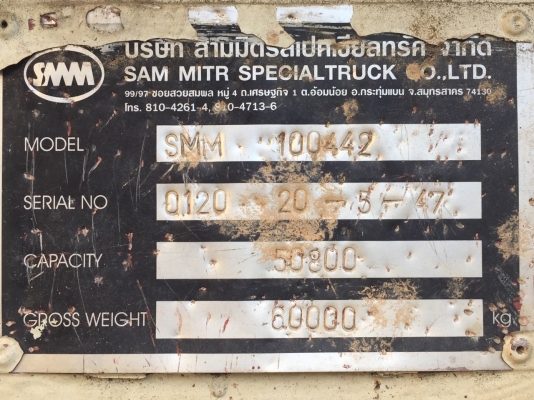 SMM
บริษัท สามมิตรสเปเชียลทรัค จำกัด
SAM MITR SPECIALTRUCK CO.,LTD.
99/97 ซอยสวยสมผล หมู่ 4 ถ.เศรษฐกิจ 1 ต.อ้อมน้อย อ.กระทุ่มแบน จ.สมุทรสาคร 74130
โทร. 810-4261-4, 810-4713-6
MODEL SMM 100442
SERIAL NO 0120 - 20 - 5 - 47
CAPACITY 50800
GROSS WEIGHT 60000 kg